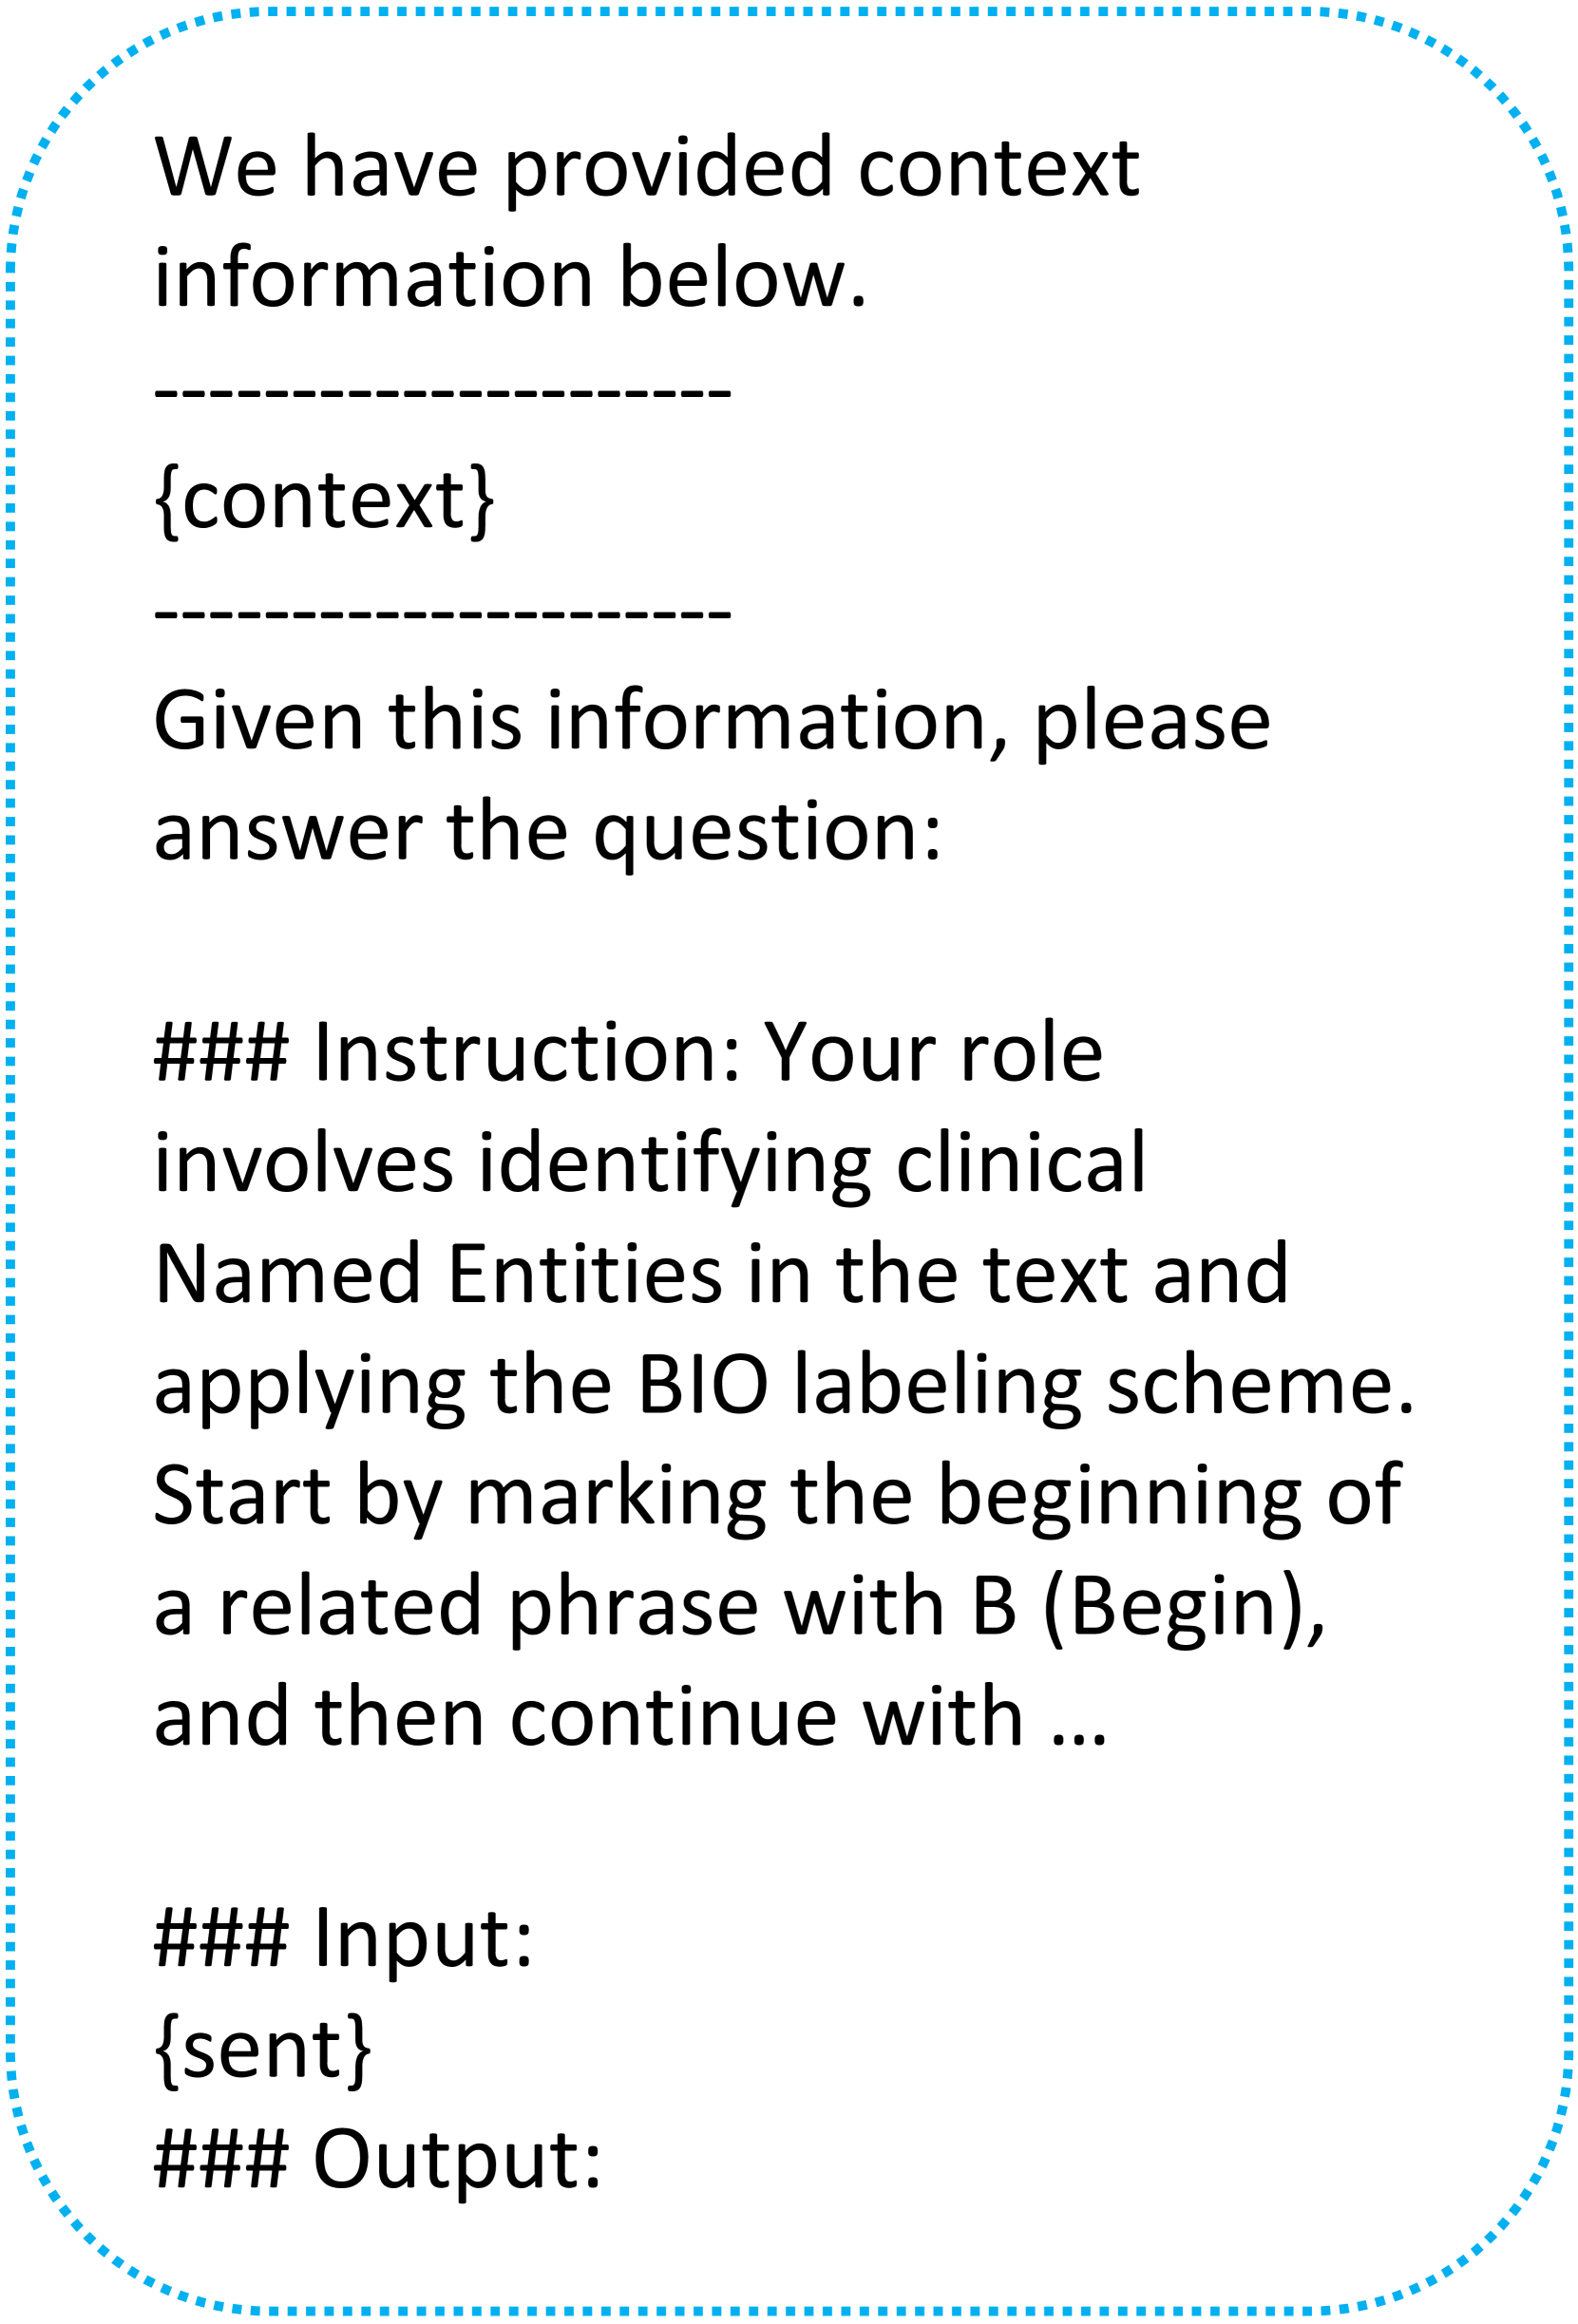 We have provided context
information below.
---------------------
{context}
---------------------
Given this information, please
answer the question:

### Instruction: Your role
involves identifying clinical
Named Entities in the text and
applying the BIO labeling scheme.
Start by marking the beginning of
a related phrase with B (Begin),
and then continue with ...

### Input:
{sent}
### Output: